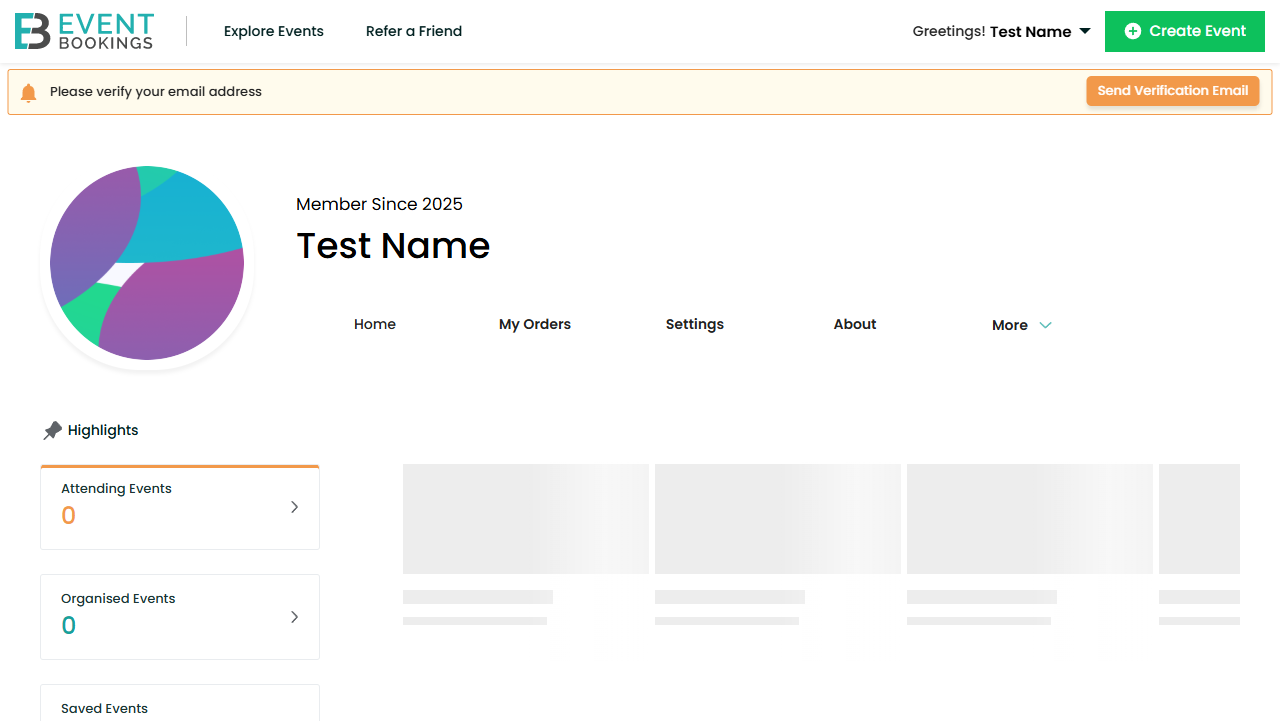 EVENT
BOOKINGS
Explore Events
Refer a Friend
Greetings! Test Name
Create Event
Please verify your email address
Send Verification Email
Member Since 2025
Test Name
Home
My Orders
Settings
About
More
Highlights
Attending Events
0
Organised Events
0
Saved Events